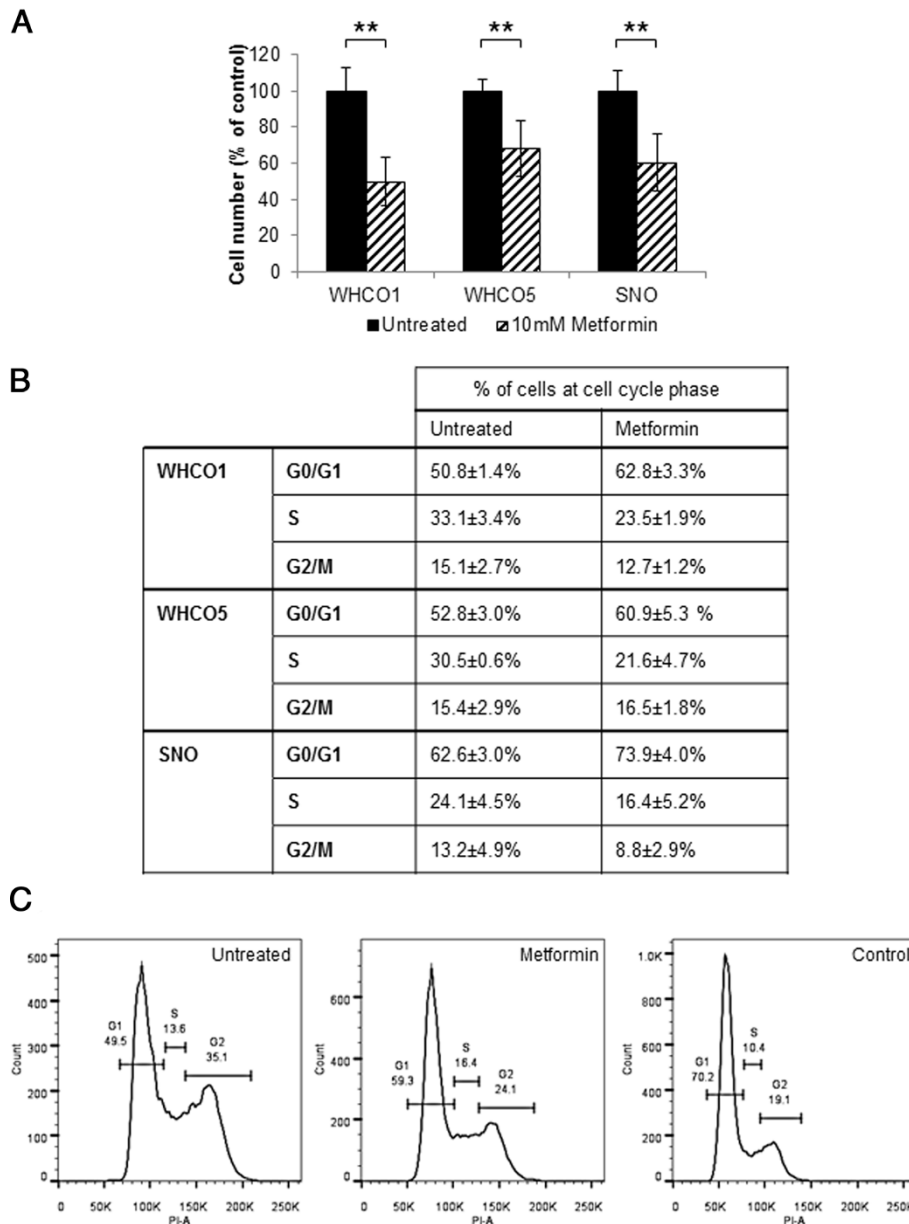 A
** ** **
Cell number (% of control)
120
100
80
60
40
20
0
WHCO1 WHCO5 SNO
Untreated 10mM Metformin
B
% of cells at cell cycle phase
Untreated Metformin
WHCO1 G0/G1 50.8±1.4% 62.8±3.3%
S 33.1±3.4% 23.5±1.9%
G2/M 15.1±2.7% 12.7±1.2%
WHCO5 G0/G1 52.8±3.0% 60.9±5.3 %
S 30.5±0.6% 21.6±4.7%
G2/M 15.4±2.9% 16.5±1.8%
SNO G0/G1 62.6±3.0% 73.9±4.0%
S 24.1±4.5% 16.4±5.2%
G2/M 13.2±4.9% 8.8±2.9%
C
Untreated
Count
500
400
300
200
100
0
G1
49.5
S
13.6
G2
35.1
0K 50K 100K 150K 200K 250K
PI-A
Metformin
Count
600
400
200
0
G1
59.3
S
16.4
G2
24.1
0K 50K 100K 150K 200K 250K
PI-A
Control
Count
1.0K
800
600
400
200
0
G1
70.2
S
10.4
G2
19.1
0K 50K 100K 150K 200K 250K
PI-A